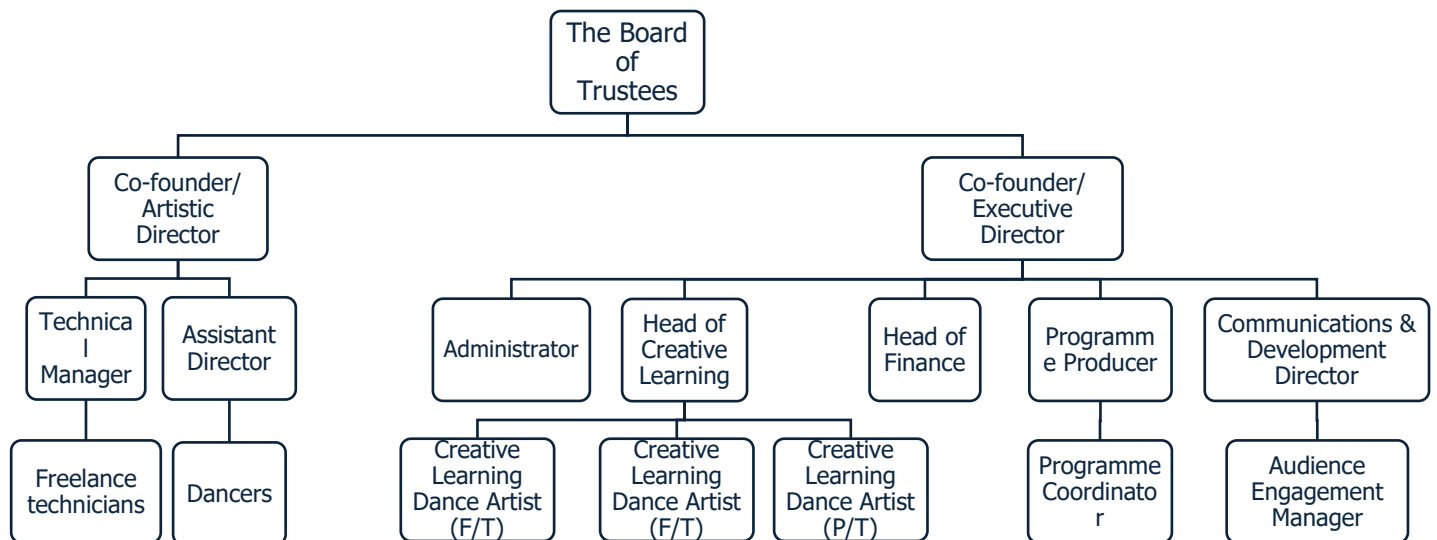 The Board
of
Trustees
Co-founder/
Artistic
Director
Co-founder/
Executive
Director
Technica
l
Manager
Assistant
Director
Administrator
Head of
Creative
Learning
Head of
Finance
Programm
e Producer
Communications &
Development
Director
Freelance
technicians
Dancers
Creative
Learning
Dance Artist
(F/T)
Creative
Learning
Dance Artist
(F/T)
Creative
Learning
Dance Artist
(P/T)
Programme
Coordinato
r
Audience
Engagement
Manager